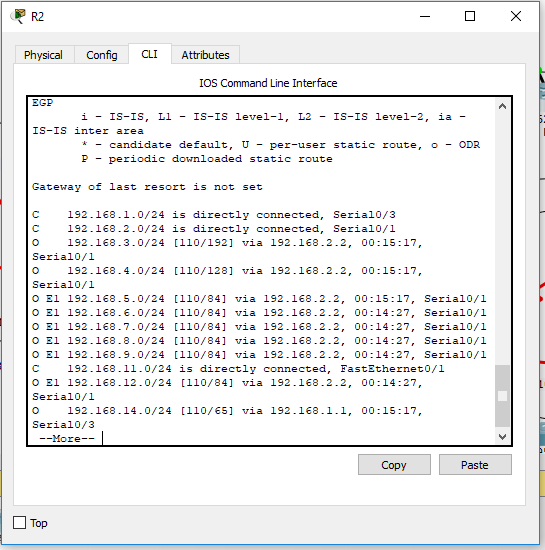 R2
Physical Config CLI Attributes
IOS Command Line Interface
EGP
i - IS-IS, L1 - IS-IS level-1, L2 - IS-IS level-2, ia -
IS-IS inter area
* - candidate default, U - per-user static route, o - ODR
P - periodic downloaded static route
Gateway of last resort is not set
C 192.168.1.0/24 is directly connected, Serial0/3
C 192.168.2.0/24 is directly connected, Serial0/1
O 192.168.3.0/24 [110/192] via 192.168.2.2, 00:15:17,
Serial0/1
O 192.168.4.0/24 [110/128] via 192.168.2.2, 00:15:17,
Serial0/1
O E1 192.168.5.0/24 [110/84] via 192.168.2.2, 00:15:17, Serial0/1
O E1 192.168.6.0/24 [110/84] via 192.168.2.2, 00:14:27, Serial0/1
O E1 192.168.7.0/24 [110/84] via 192.168.2.2, 00:14:27, Serial0/1
O E1 192.168.8.0/24 [110/84] via 192.168.2.2, 00:14:27, Serial0/1
O E1 192.168.9.0/24 [110/84] via 192.168.2.2, 00:14:27, Serial0/1
C 192.168.11.0/24 is directly connected, FastEthernet0/1
O E1 192.168.12.0/24 [110/84] via 192.168.2.2, 00:14:27,
Serial0/1
O 192.168.14.0/24 [110/65] via 192.168.1.1, 00:15:17,
Serial0/3
--More--
Copy Paste
Top